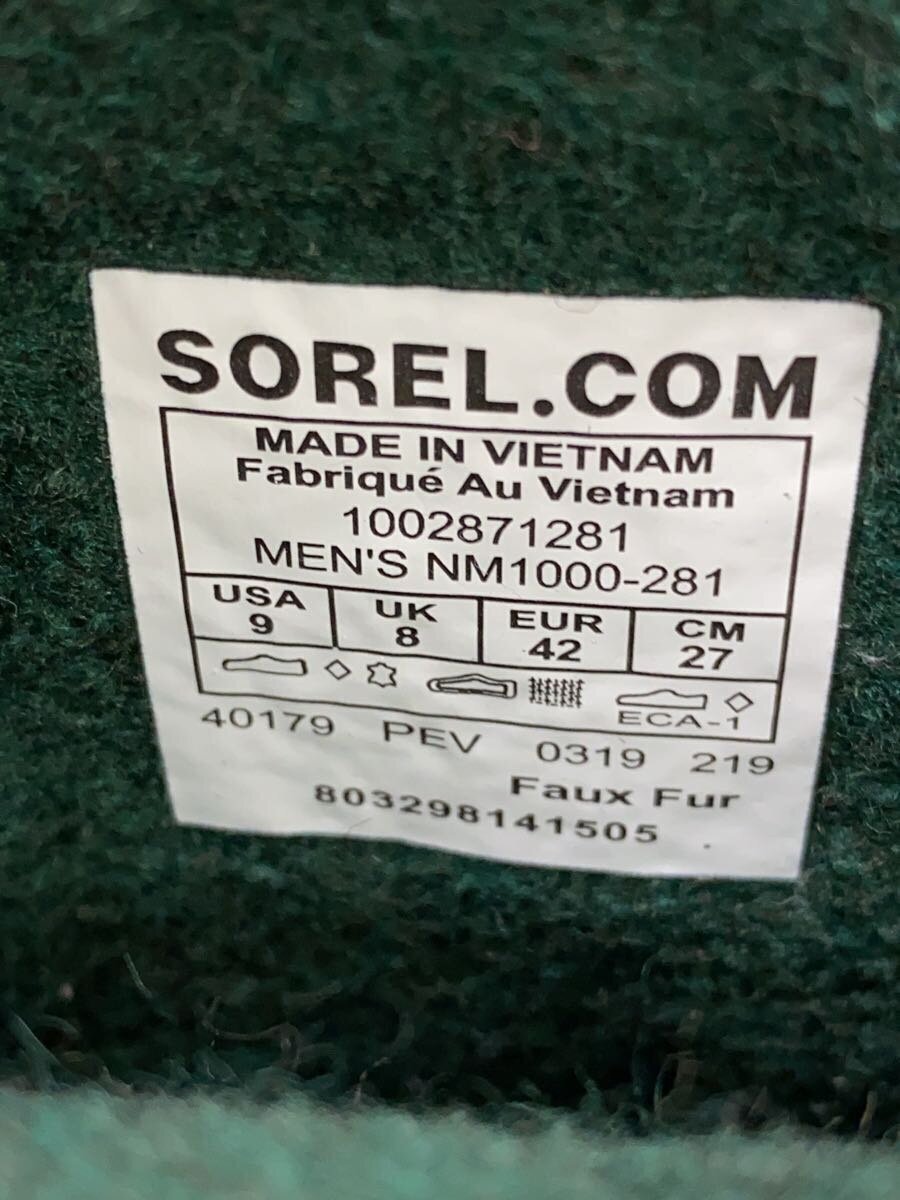 SOREL.COM
MADE IN VIETNAM
Fabriqué Au Vietnam
1002871281
MEN'S NM1000-281
USA UK EUR CM
9 8 42 27
ECA-1
40179 PEV 0319 219
Faux Fur
803298141505